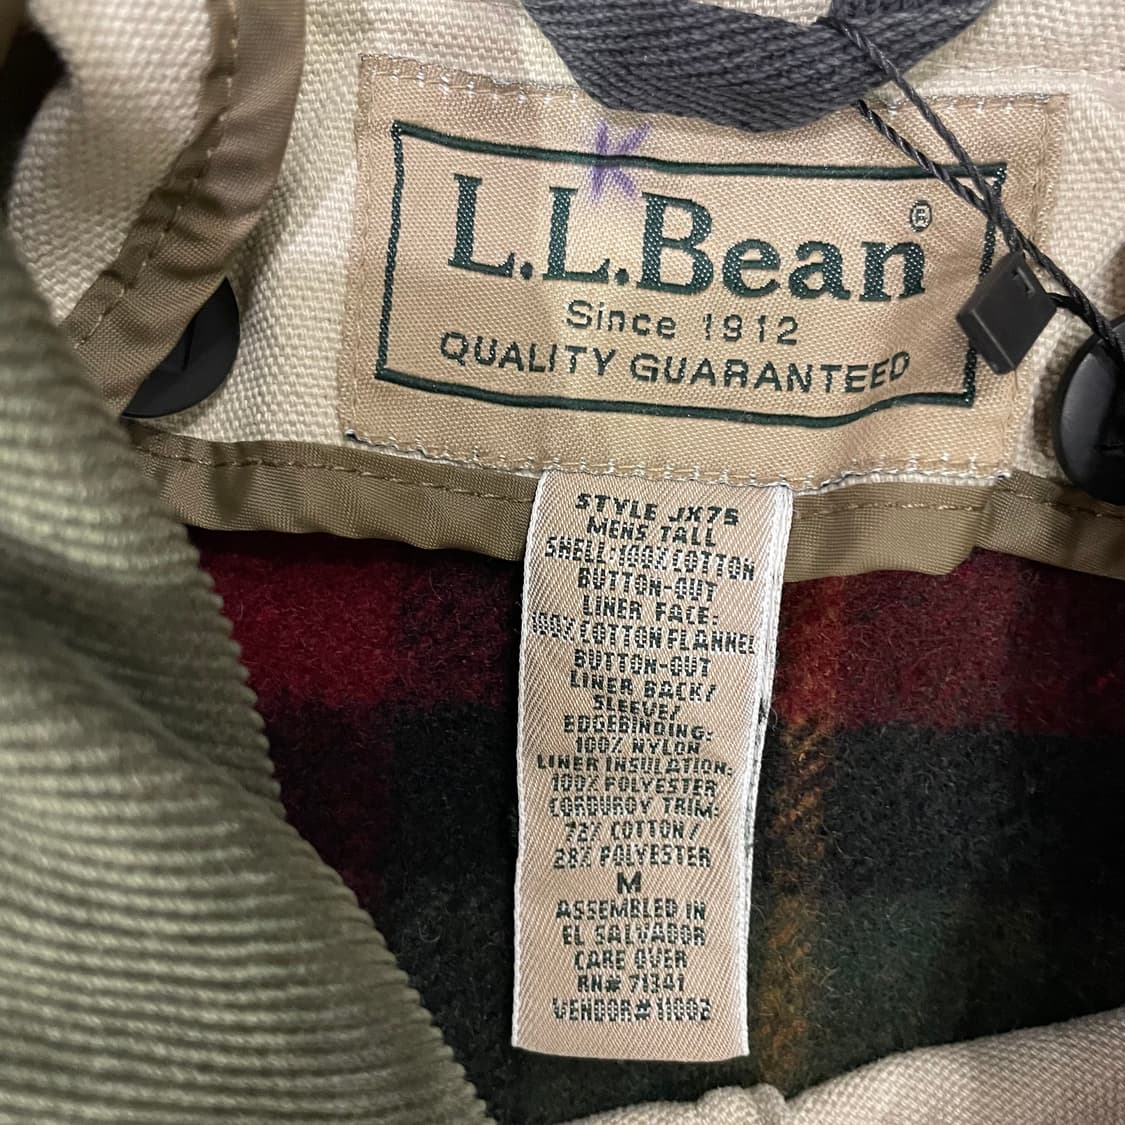 K
L.L.Bean®
Since 1912
QUALITY GUARANTEED
STYLE JX75
MENS TALL
SHELL:100%COTTON
BUTTON-OUT
LINER FACE:
100%COTTON FLANNEL
BUTTON-OUT
LINER BACK/
SLEEVE/
EDGEBINDING:
100% NYLON
LINER INSULATION:
100% POLYESTER
CORDUROY TRIM:
72% COTTON/
28% POLYESTER
M
ASSEMBLED IN
EL SALVADOR
CARE OVER
RN# 71341
VENDOR#11002